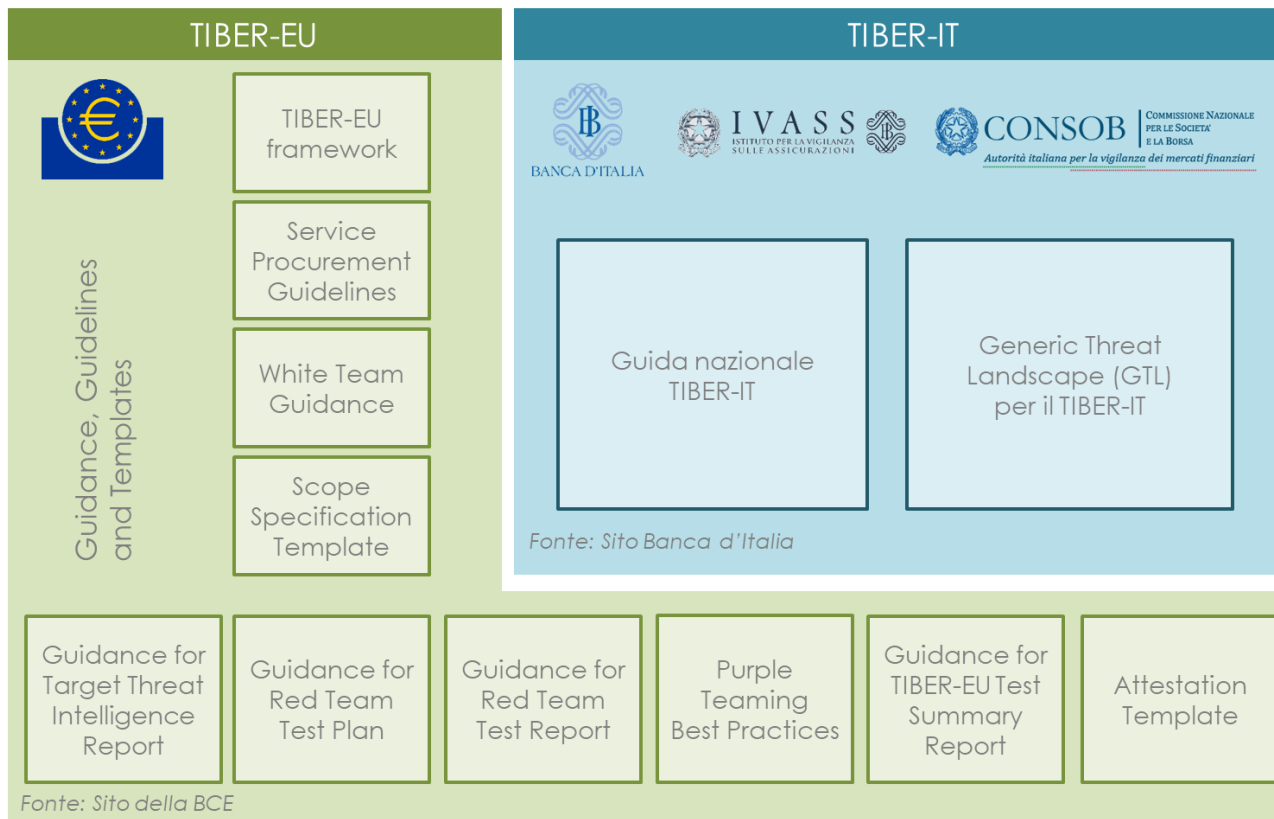 TIBER-EU
TIBER-IT
TIBER-EU
framework
Service
Procurement
Guidelines
White Team
Guidance
Scope
Specification
Template
Guidance, Guidelines
and Templates
BANCA D'ITALIA
IVASS
ISTITUTO PER LA VIGILANZA
SULLE ASSICURAZIONI
CONSOB
COMMISSIONE NAZIONALE
PER LE SOCIETA'
E LA BORSA
Autorità italiana per la vigilanza dei mercati finanziari
Guida nazionale
TIBER-IT
Generic Threat
Landscape (GTL)
per il TIBER-IT
Fonte: Sito Banca d'Italia
Guidance for
Target Threat
Intelligence
Report
Guidance for
Red Team
Test Plan
Guidance for
Red Team
Test Report
Purple
Teaming
Best Practices
Guidance for
TIBER-EU Test
Summary
Report
Attestation
Template
Fonte: Sito della BCE